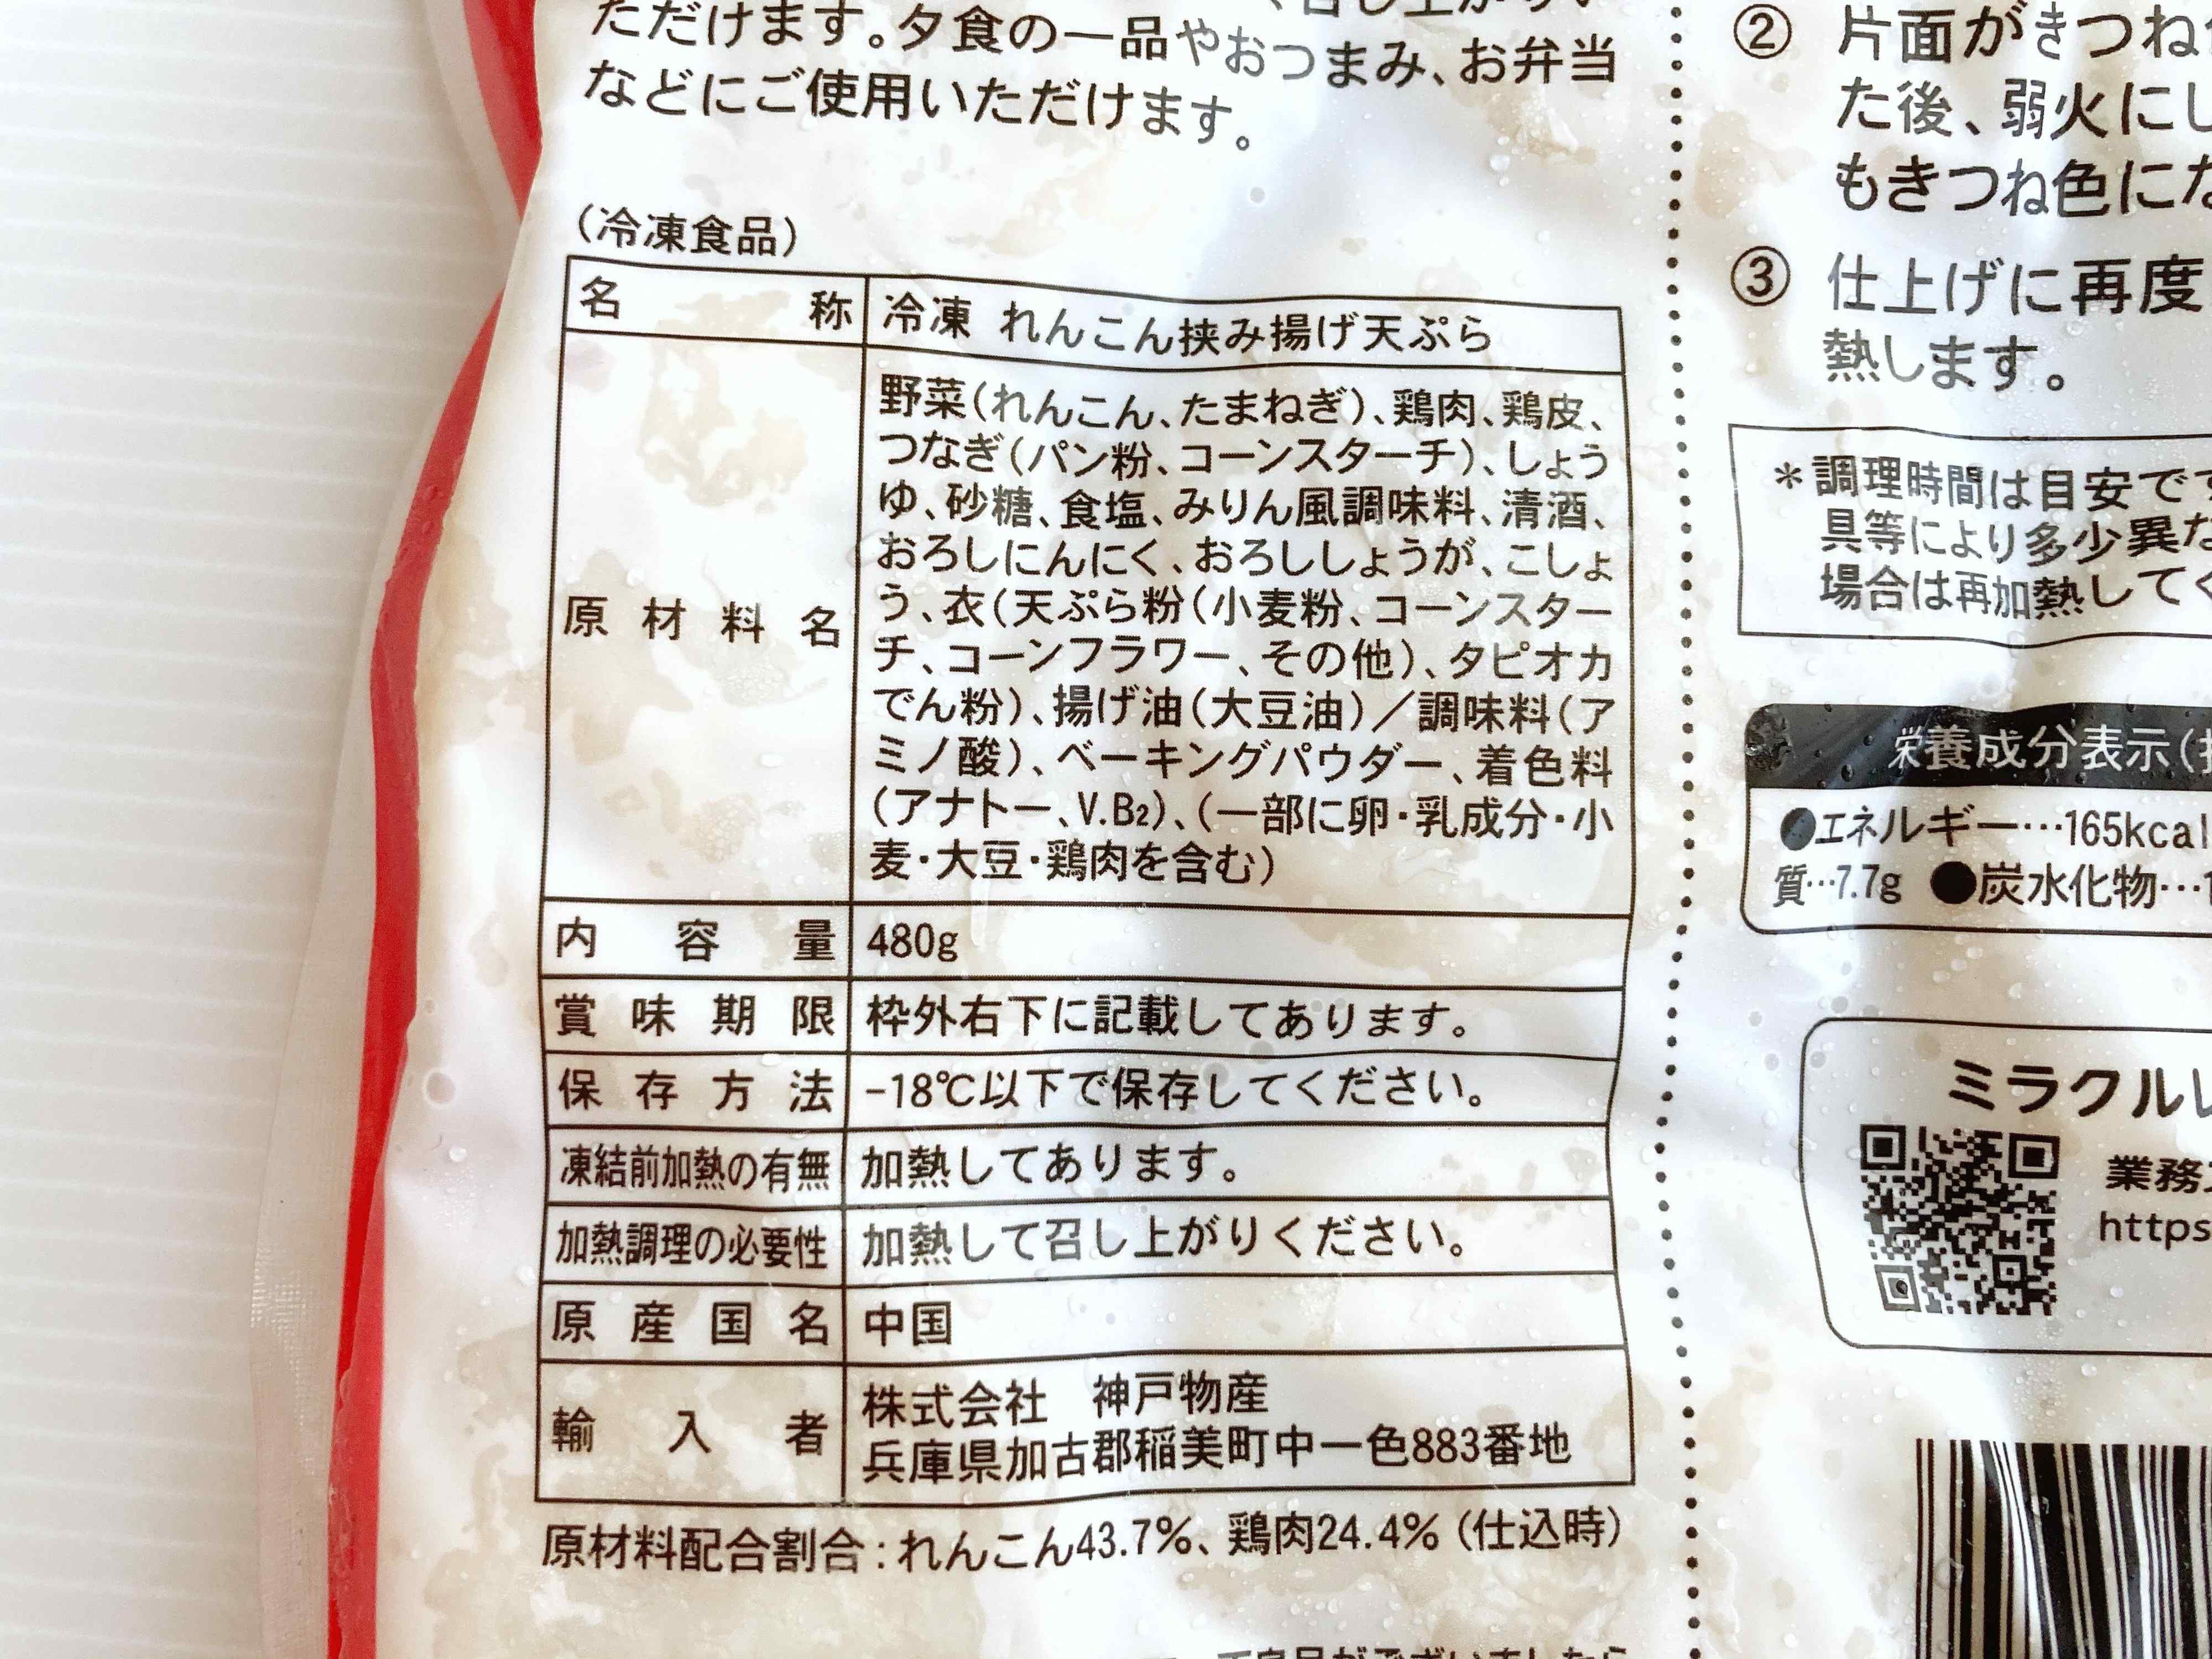 ただけます。夕食の一品やおつまみ、お弁当
などにご使用いただけます。
(冷凍食品)
名称 冷凍 れんこん挟み揚げ天ぷら
原材料名
野菜(れんこん、たまねぎ)、鶏肉、鶏皮、
つなぎ(パン粉、コーンスターチ)、しょう
ゆ、砂糖、食塩、みりん風調味料、清酒、
おろしにんにく、おろししょうが、こしょ
う、衣(天ぷら粉(小麦粉、コーンスター
チ、コーンフラワー、その他)、タピオカ
でん粉)、揚げ油(大豆油)/調味料(ア
ミノ酸)、ベーキングパウダー、着色料
(アナトー、V.B2)、(一部に卵・乳成分・小
麦・大豆・鶏肉を含む)
内容量 480g
賞味期限 枠外右下に記載してあります。
保存方法 -18℃以下で保存してください。
凍結前加熱の有無 加熱してあります。
加熱調理の必要性 加熱して召し上がりください。
原産国名 中国
輸入者 株式会社 神戸物産
兵庫県加古郡稲美町中一色883番地
原材料配合割合:れんこん43.7%、鶏肉24.4%(仕込時)
② 片面がきつね
た後、弱火にし
もきつね色にな
③ 仕上げに再度
熱します。
*調理時間は目安です
具等により多少異な
場合は再加熱してく
栄養成分表示(
●エネルギー…165kcal
質…7.7g ●炭水化物…1
ミラクルレ
業務
https